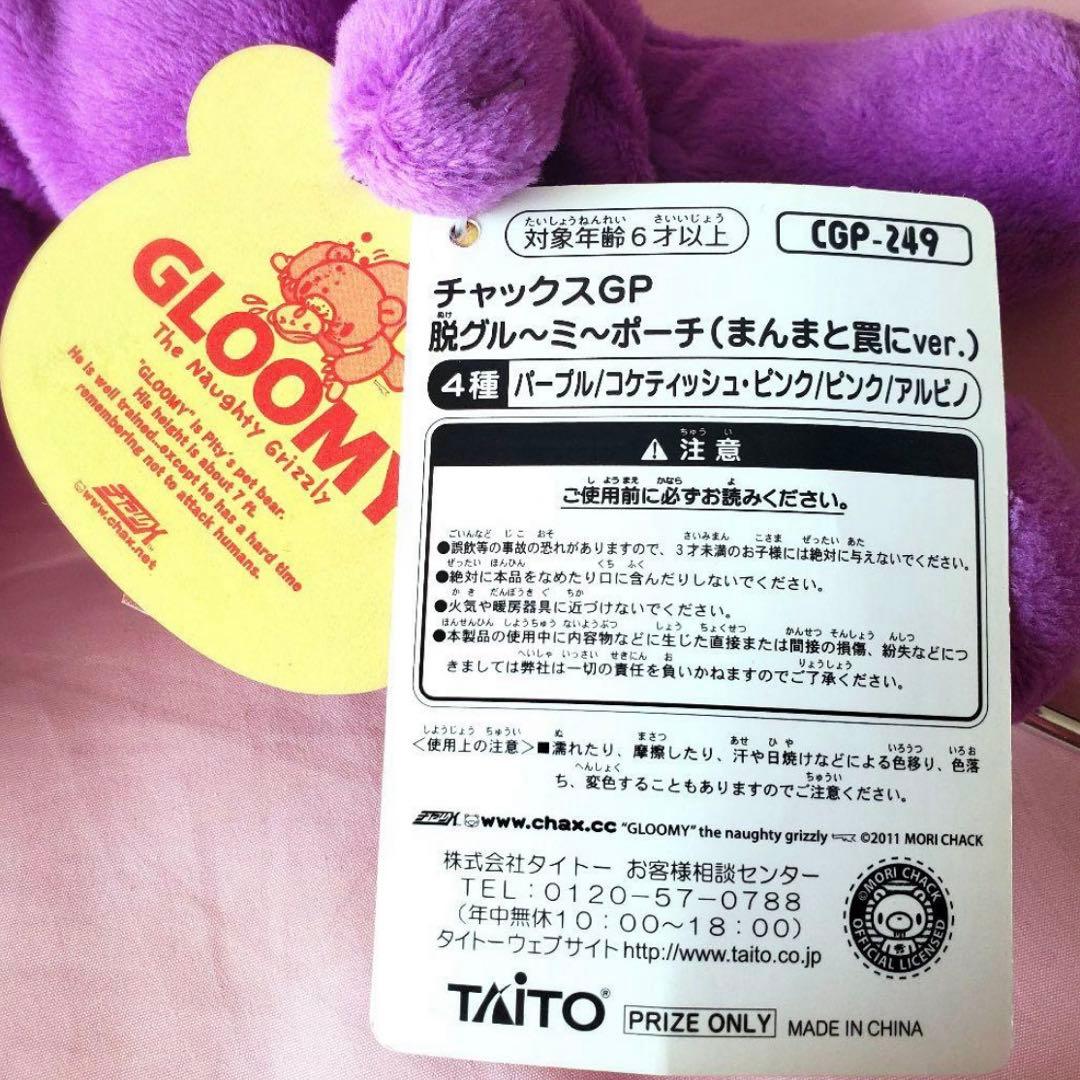 GLOOMY
The Naughty Grizzly
"GLOOMY" is Pity's pet bear.
His height is about 7 ft.
He is well trained...except he has a hard time
remembering not to attack humans.
www.chax.net
たいしょうねんれい さいいじょう
対象年齢6才以上
CGP-249
チャックスGP
ぬけ
脱グル〜ミ〜ポーチ(まんまと罠にver.)
4種 パープル/コケティッシュ・ピンク/ピンク/アルビノ
ちゅう い
注意
しようまえ かなら よ
ご使用前に必ずお読みください。
ごいんなど じこ おそ さいみまん こさま ぜったい あた
●誤飲等の事故の恐れがありますので、3才未満のお子様には絶対に与えないでください。
ぜったい ほんひん くち ふく
●絶対に本品をなめたり口に含んだりしないでください。
かき だんぼうきぐ ちか
●火気や暖房器具に近づけないでください。
ほんせんひん しようちゅう ないようぶつ しょう ちょくせつ かんせつ そんしょう ふんしつ
●本製品の使用中に内容物などに生じた直接または間接の損傷、紛失などにつ
へいしゃ いっさい せきにん お りょうしょう
きましては弊社は一切の責任を負いかねますのでご了承ください。
しようじょう ちゅうい ぬ まさつ あせ ひや いろうつ いろお
<使用上の注意>■濡れたり、摩擦したり、汗や日焼けなどによる色移り、色落
へんしょく ちゅうい
ち、変色することもありますのでご注意ください。
www.chax.cc "GLOOMY" the naughty grizzly ©2011 MORI CHACK
株式会社タイトー お客様相談センター
TEL:0120-57-0788
(年中無休10:00〜18:00)
タイトーウェブサイトhttp://www.taito.co.jp
©MORI CHACK
OFFICIAL LICENSED
TAITO®
PRIZE ONLY MADE IN CHINA